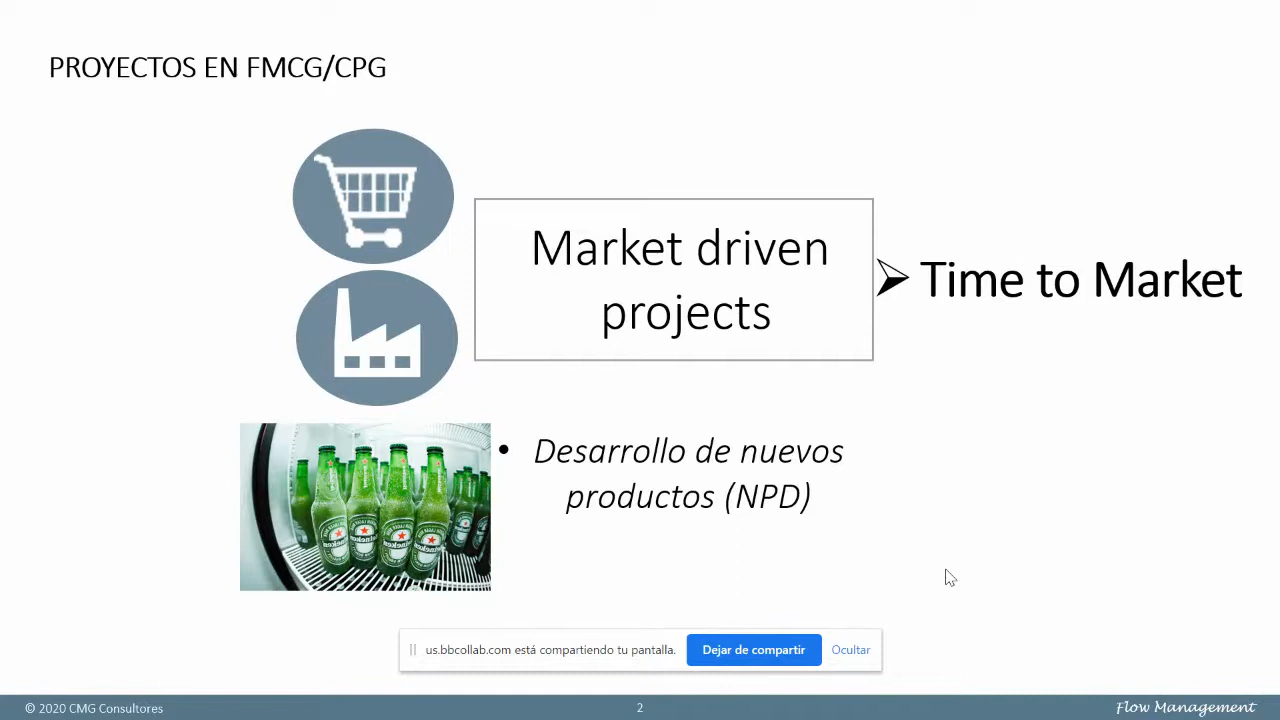 PROYECTOS EN FMCG/CPG
Market driven
projects
Time to Market
• Desarrollo de nuevos
productos (NPD)
us.bbcollab.com está compartiendo tu pantalla.
Dejar de compartir
Ocultar
© 2020 CMG Consultores
2
Flow Management